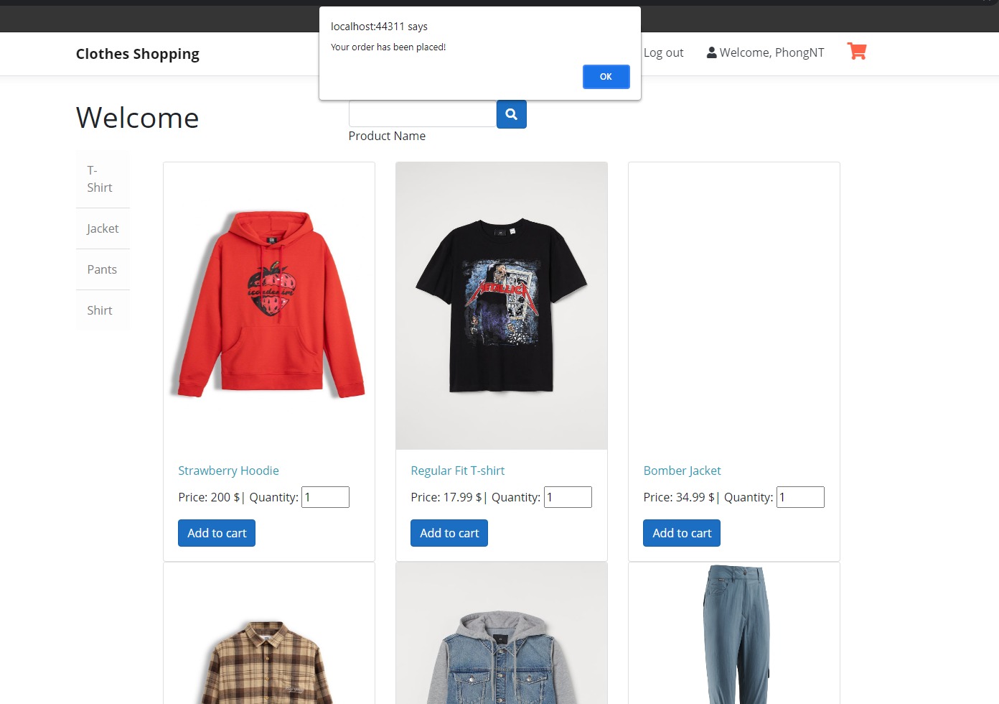 localhost:44311 says
Your order has been placed!
OK
Clothes Shopping
Log out
Welcome, PhongNT
Welcome
Product Name
T-
Shirt
Jacket
Pants
Shirt
icondenim
METALLICA
Strawberry Hoodie
Price: 200 $| Quantity: 1
Add to cart
Regular Fit T-shirt
Price: 17.99 $| Quantity: 1
Add to cart
Bomber Jacket
Price: 34.99 $| Quantity: 1
Add to cart